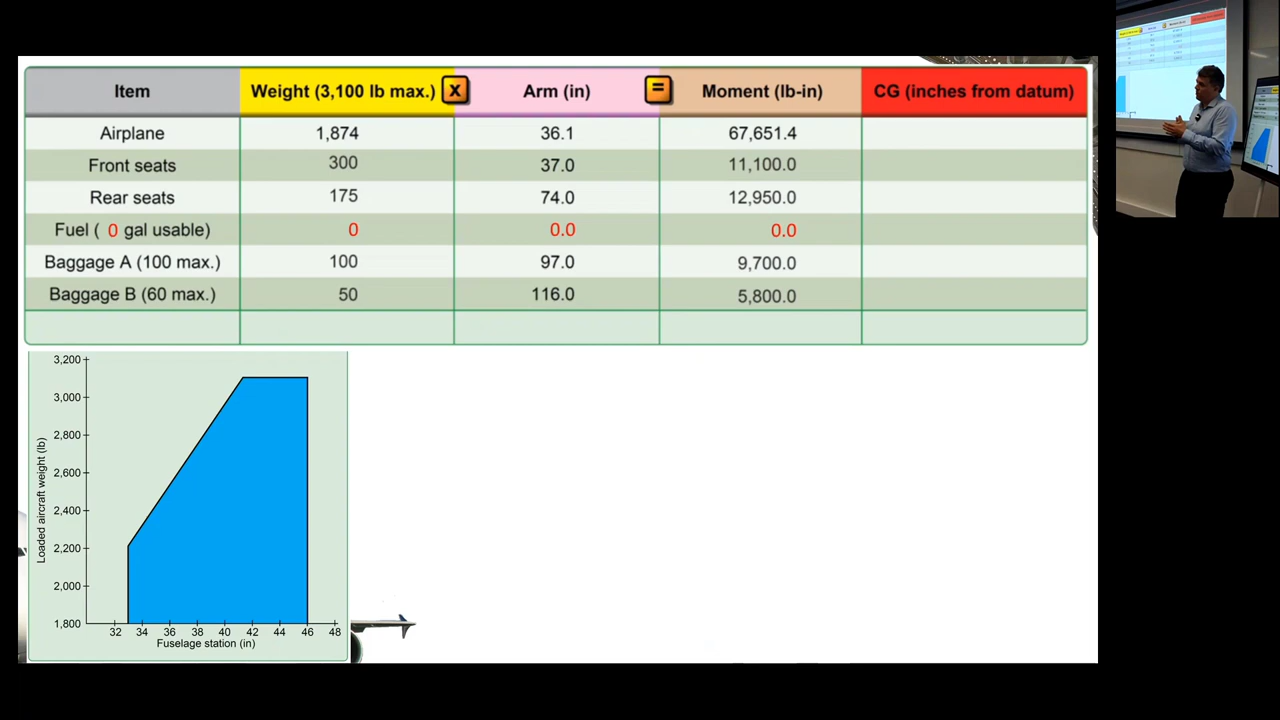 Item Weight (3,100 lb max.) x Arm (in) = Moment (lb-in) CG (inches from datum)
Airplane 1,874 36.1 67,651.4
Front seats 300 37.0 11,100.0
Rear seats 175 74.0 12,950.0
Fuel ( 0 gal usable) 0 0.0 0.0
Baggage A (100 max.) 100 97.0 9,700.0
Baggage B (60 max.) 50 116.0 5,800.0
Loaded aircraft weight (lb)
3,200
3,000
2,800
2,600
2,400
2,200
2,000
1,800
32 34 36 38 40 42 44 46 48
Fuselage station (in)